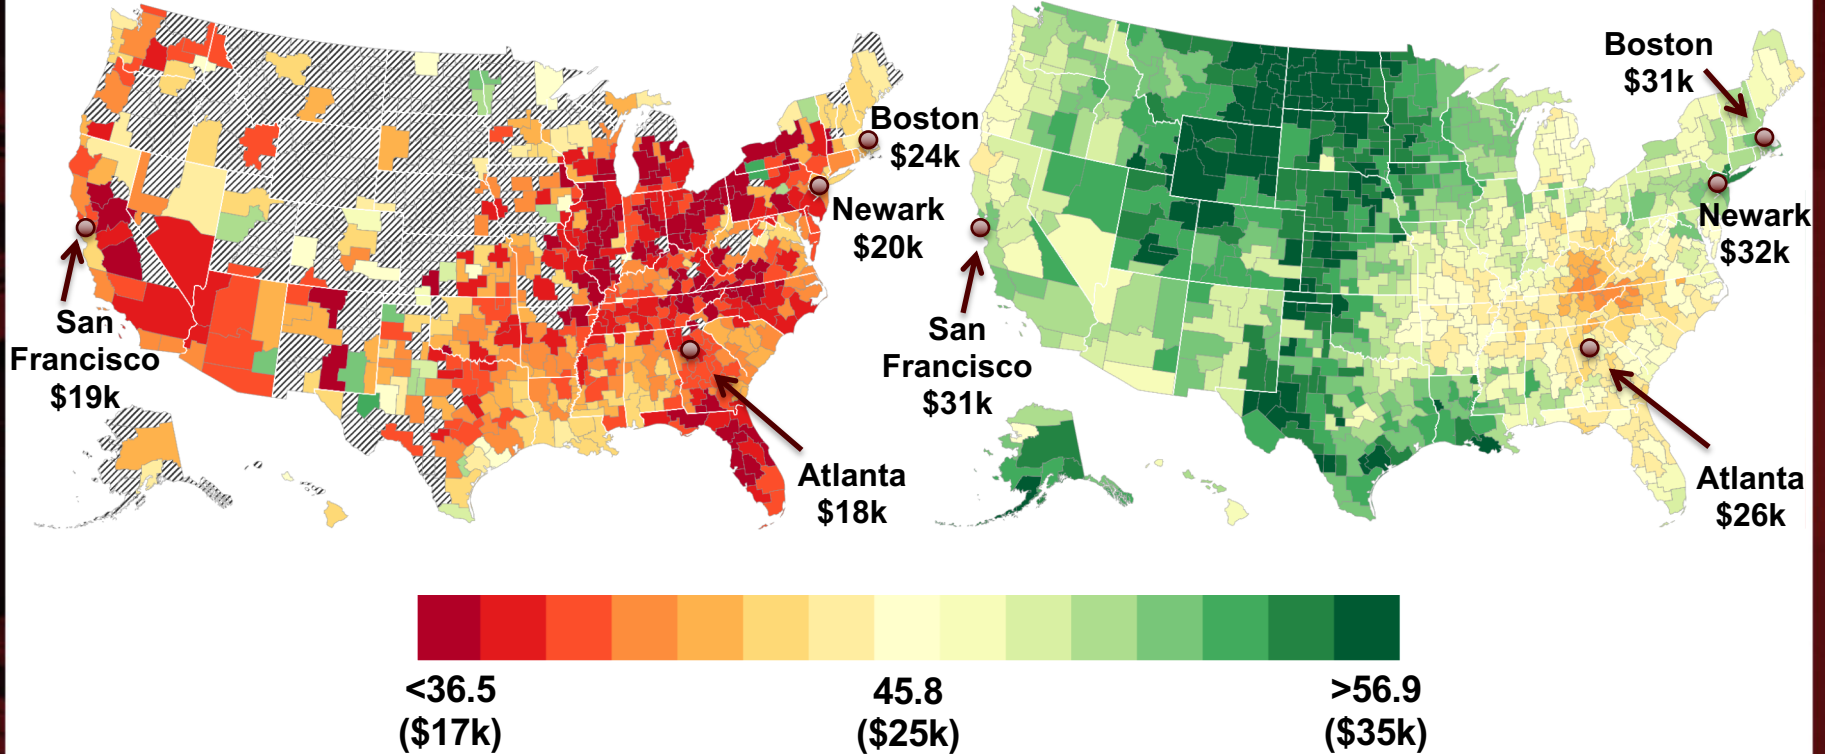 Boston
$24k
Newark
$20k
San
Francisco
$19k
Atlanta
$18k
Boston
$31k
Newark
$32k
San
Francisco
$31k
Atlanta
$26k
<36.5
($17k)
45.8
($25k)
>56.9
($35k)